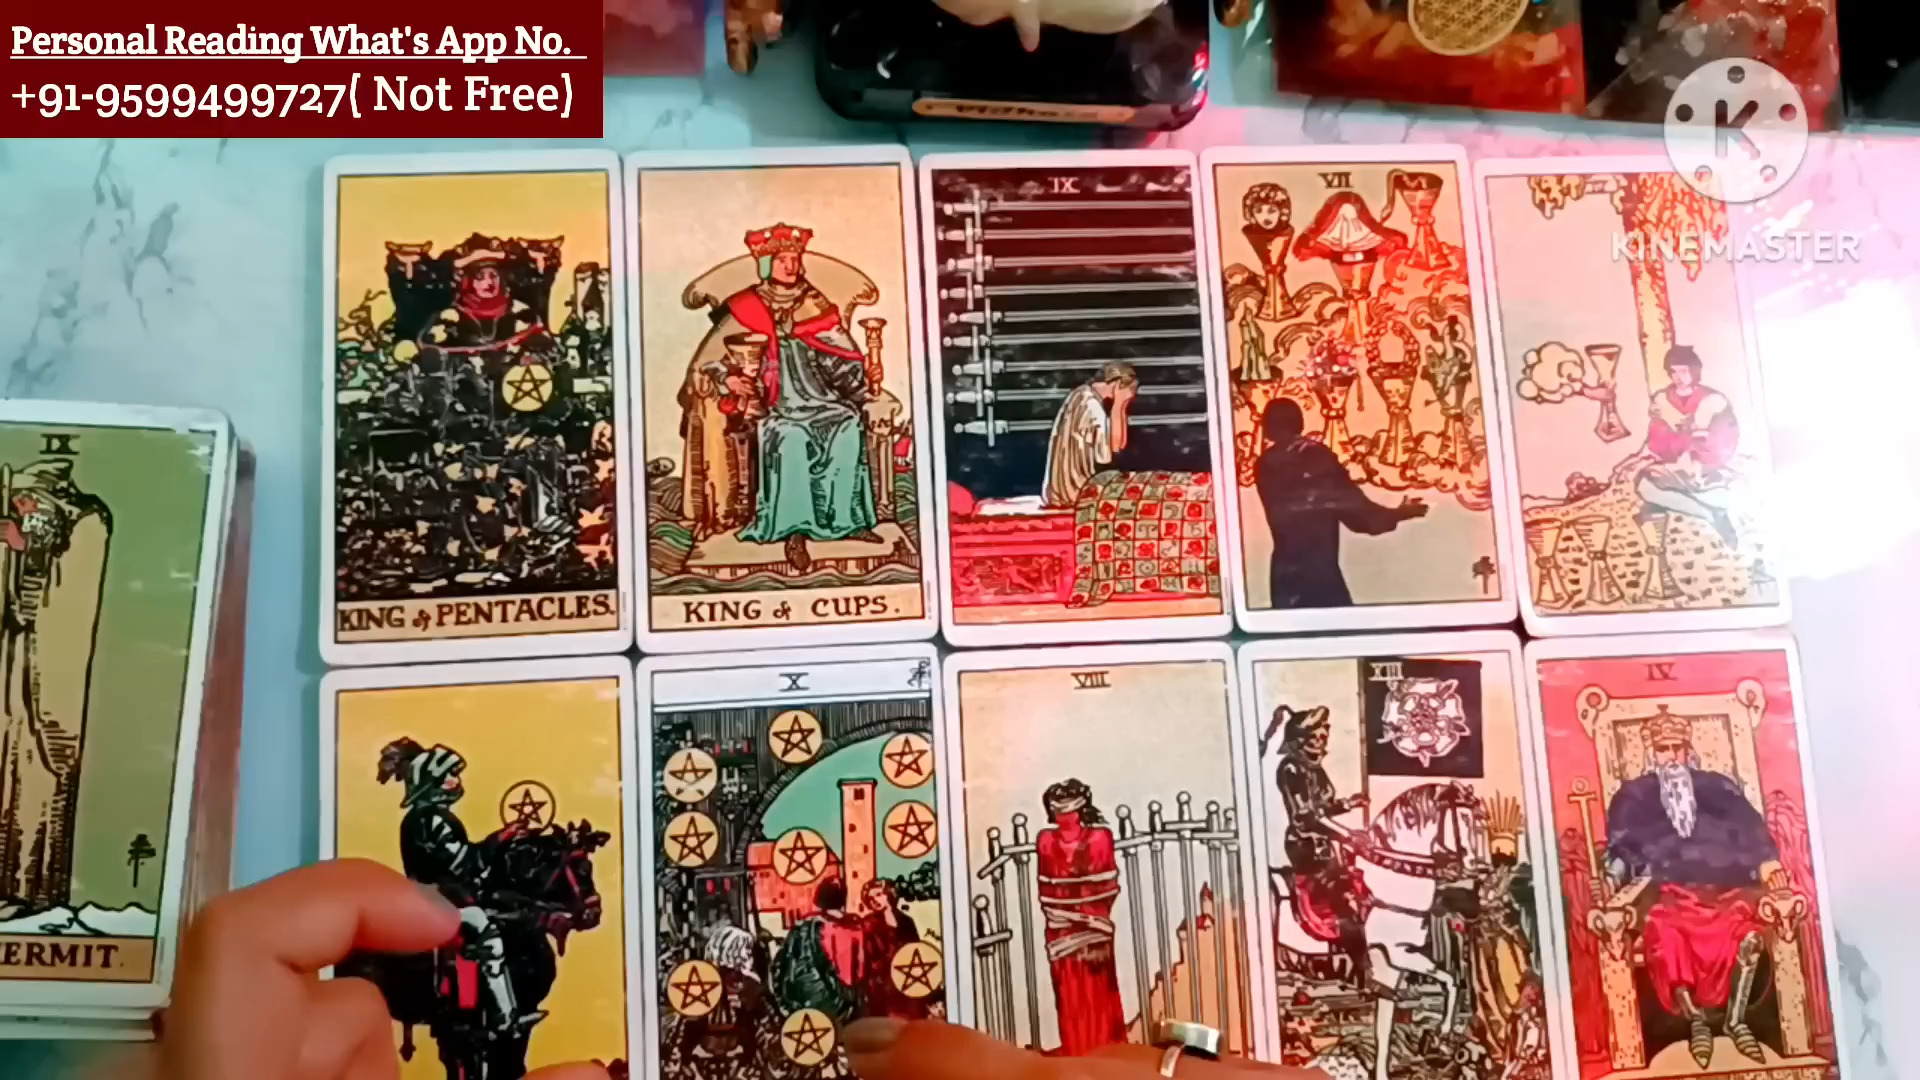 Personal Reading What's App No.
+91-9599499727( Not Free)
K
KINEMASTER
IX
VII
IX
KING of PENTACLES.
KING of CUPS.
X
VIII
XIII
IV
ERMIT.